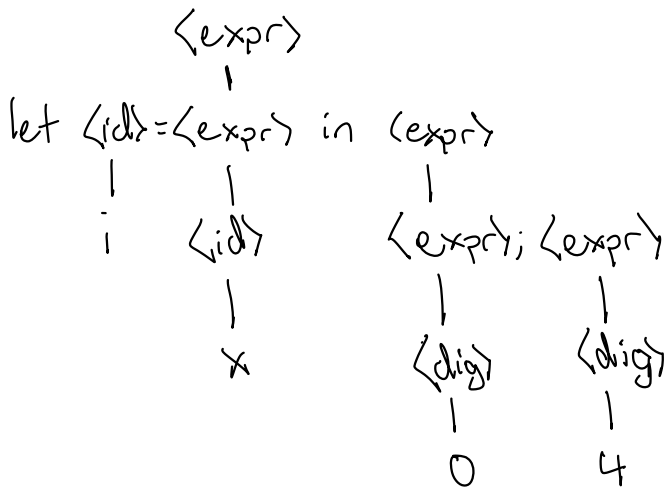 <expr>
let <id>=<expr> in <expr>
i <id> <expr>; <expr>
x <dig> <dig>
0 4